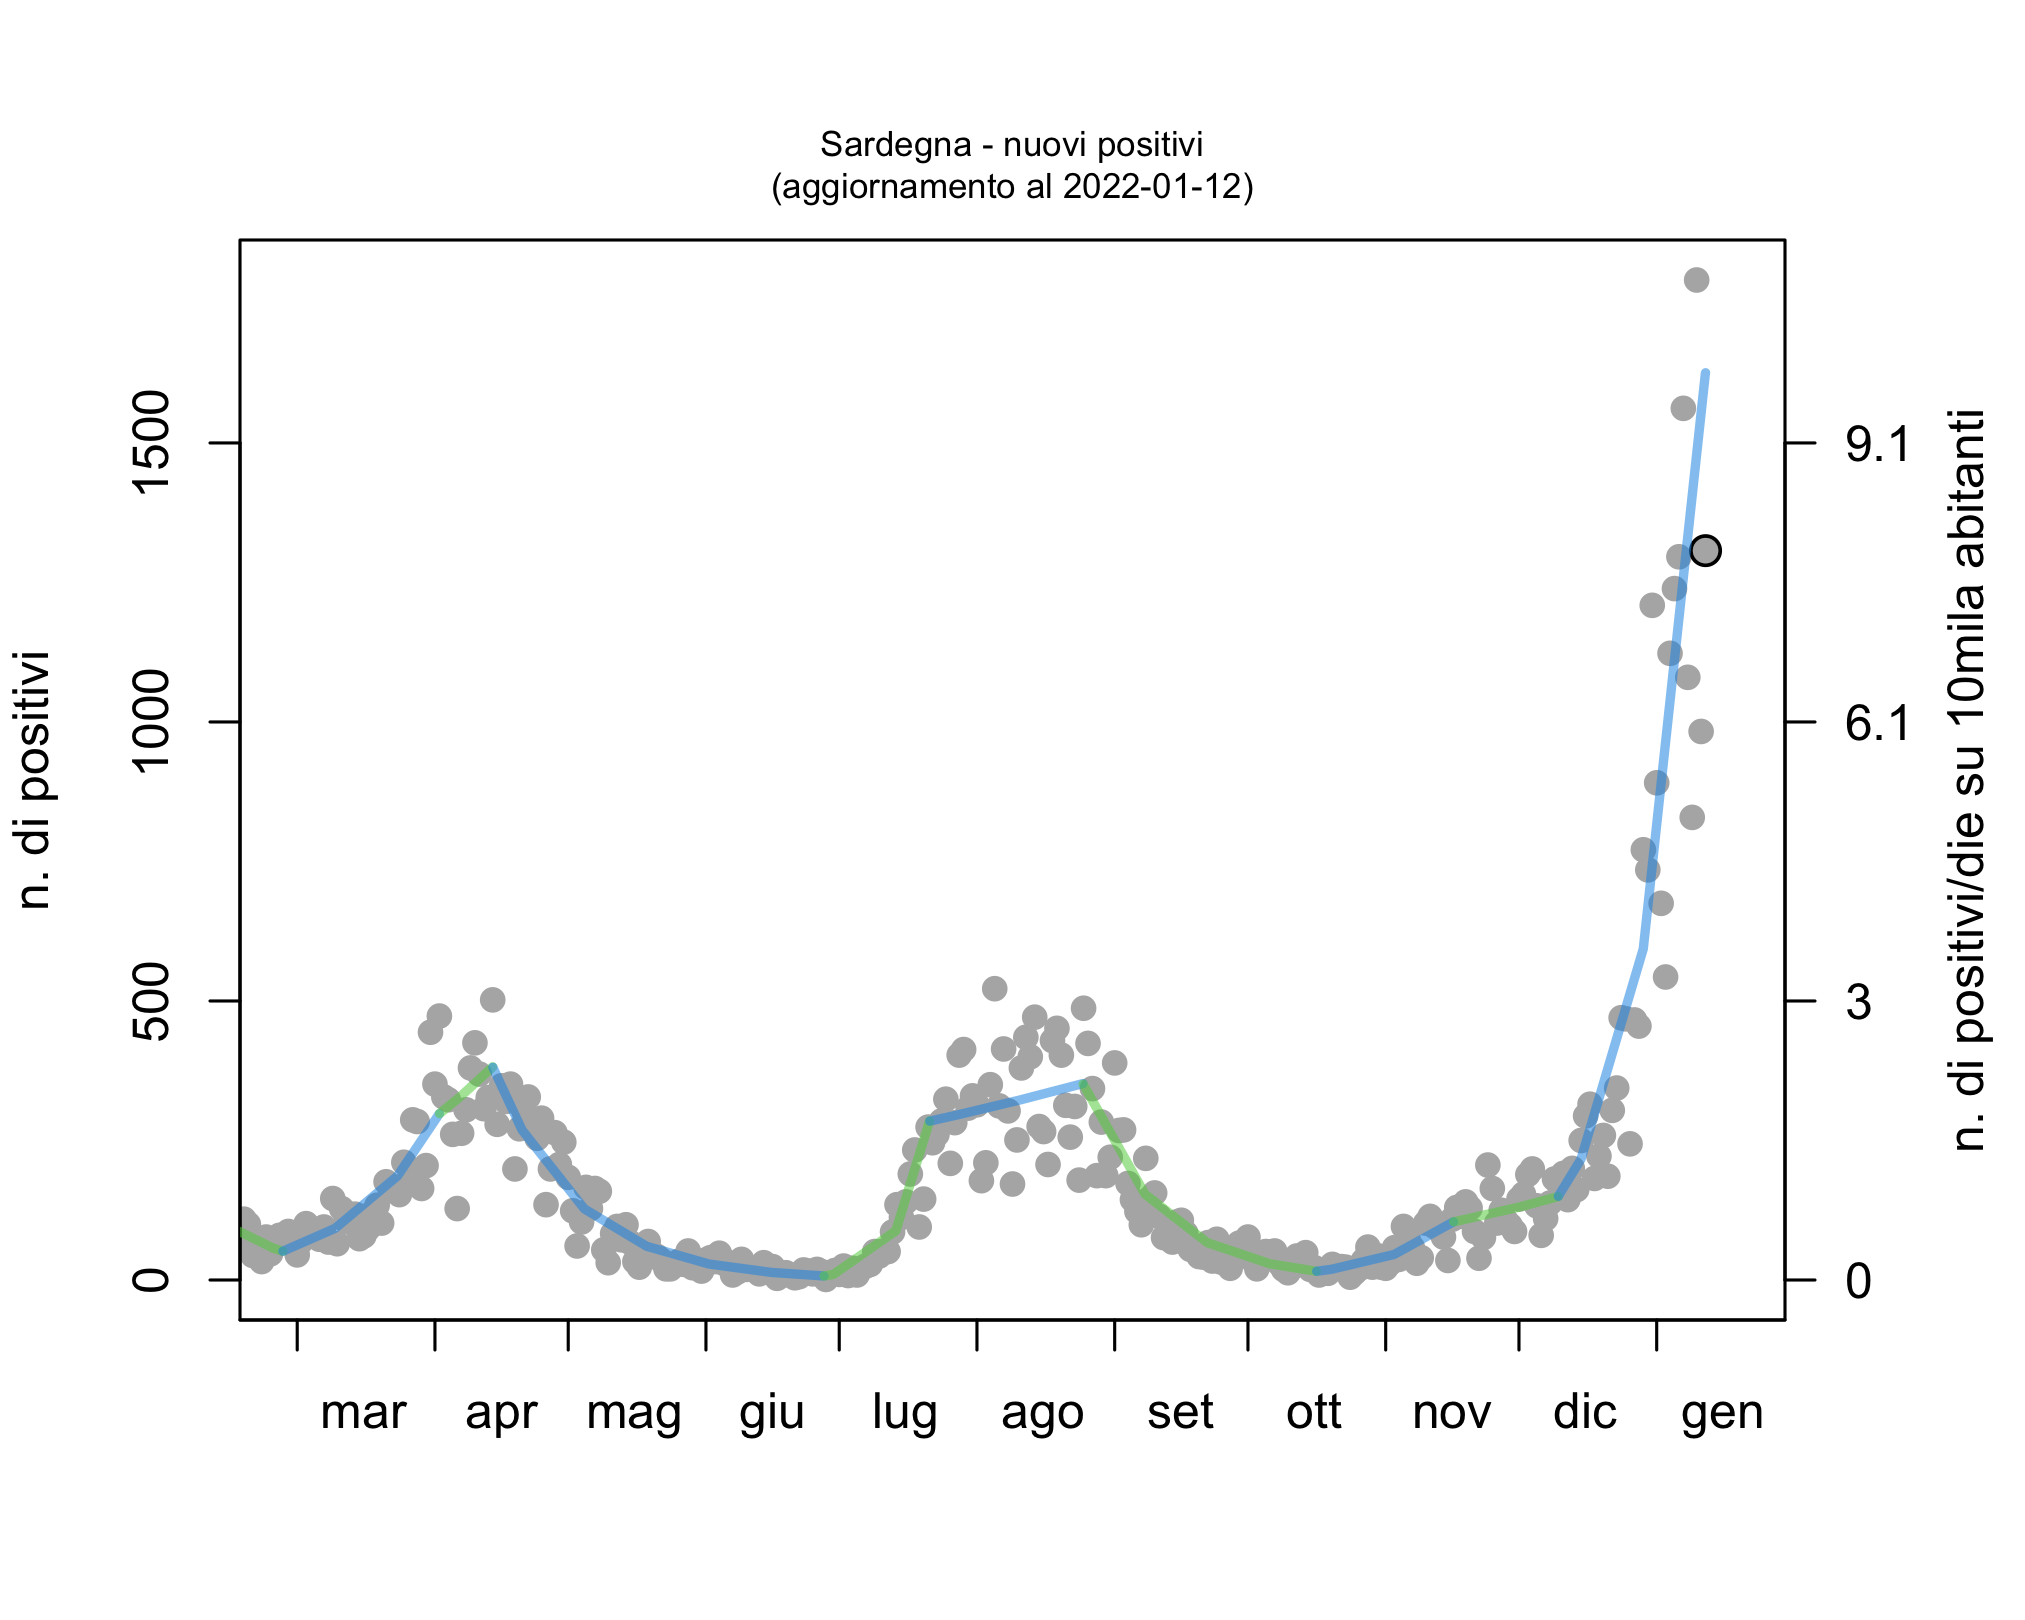 Sardegna - nuovi positivi
(aggiornamento al 2022-01-12)
n. di positivi
1500
1000
500
0
9.1
6.1
3
0
n. di positivi/die su 10mila abitanti
mar apr mag giu lug ago set ott nov dic gen